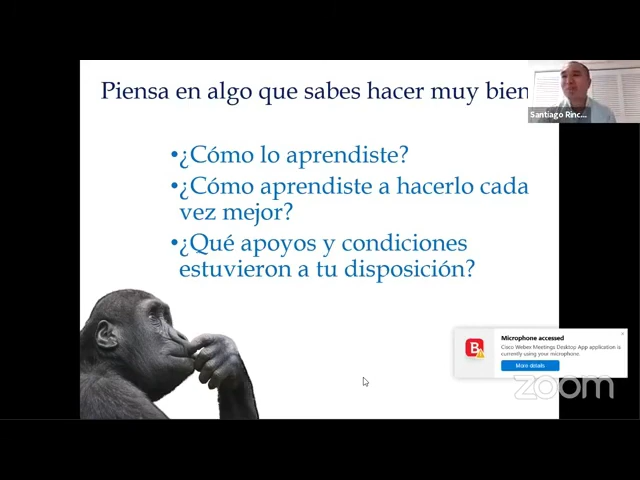 Piensa en algo que sabes hacer muy bien
Santiago Rinc...
•¿Cómo lo aprendiste?
•¿Cómo aprendiste a hacerlo cada
vez mejor?
•¿Qué apoyos y condiciones
estuvieron a tu disposición?
B
Microphone accessed
Cisco Webex Meetings Desktop App application is
currently using your microphone.
More details
zoom